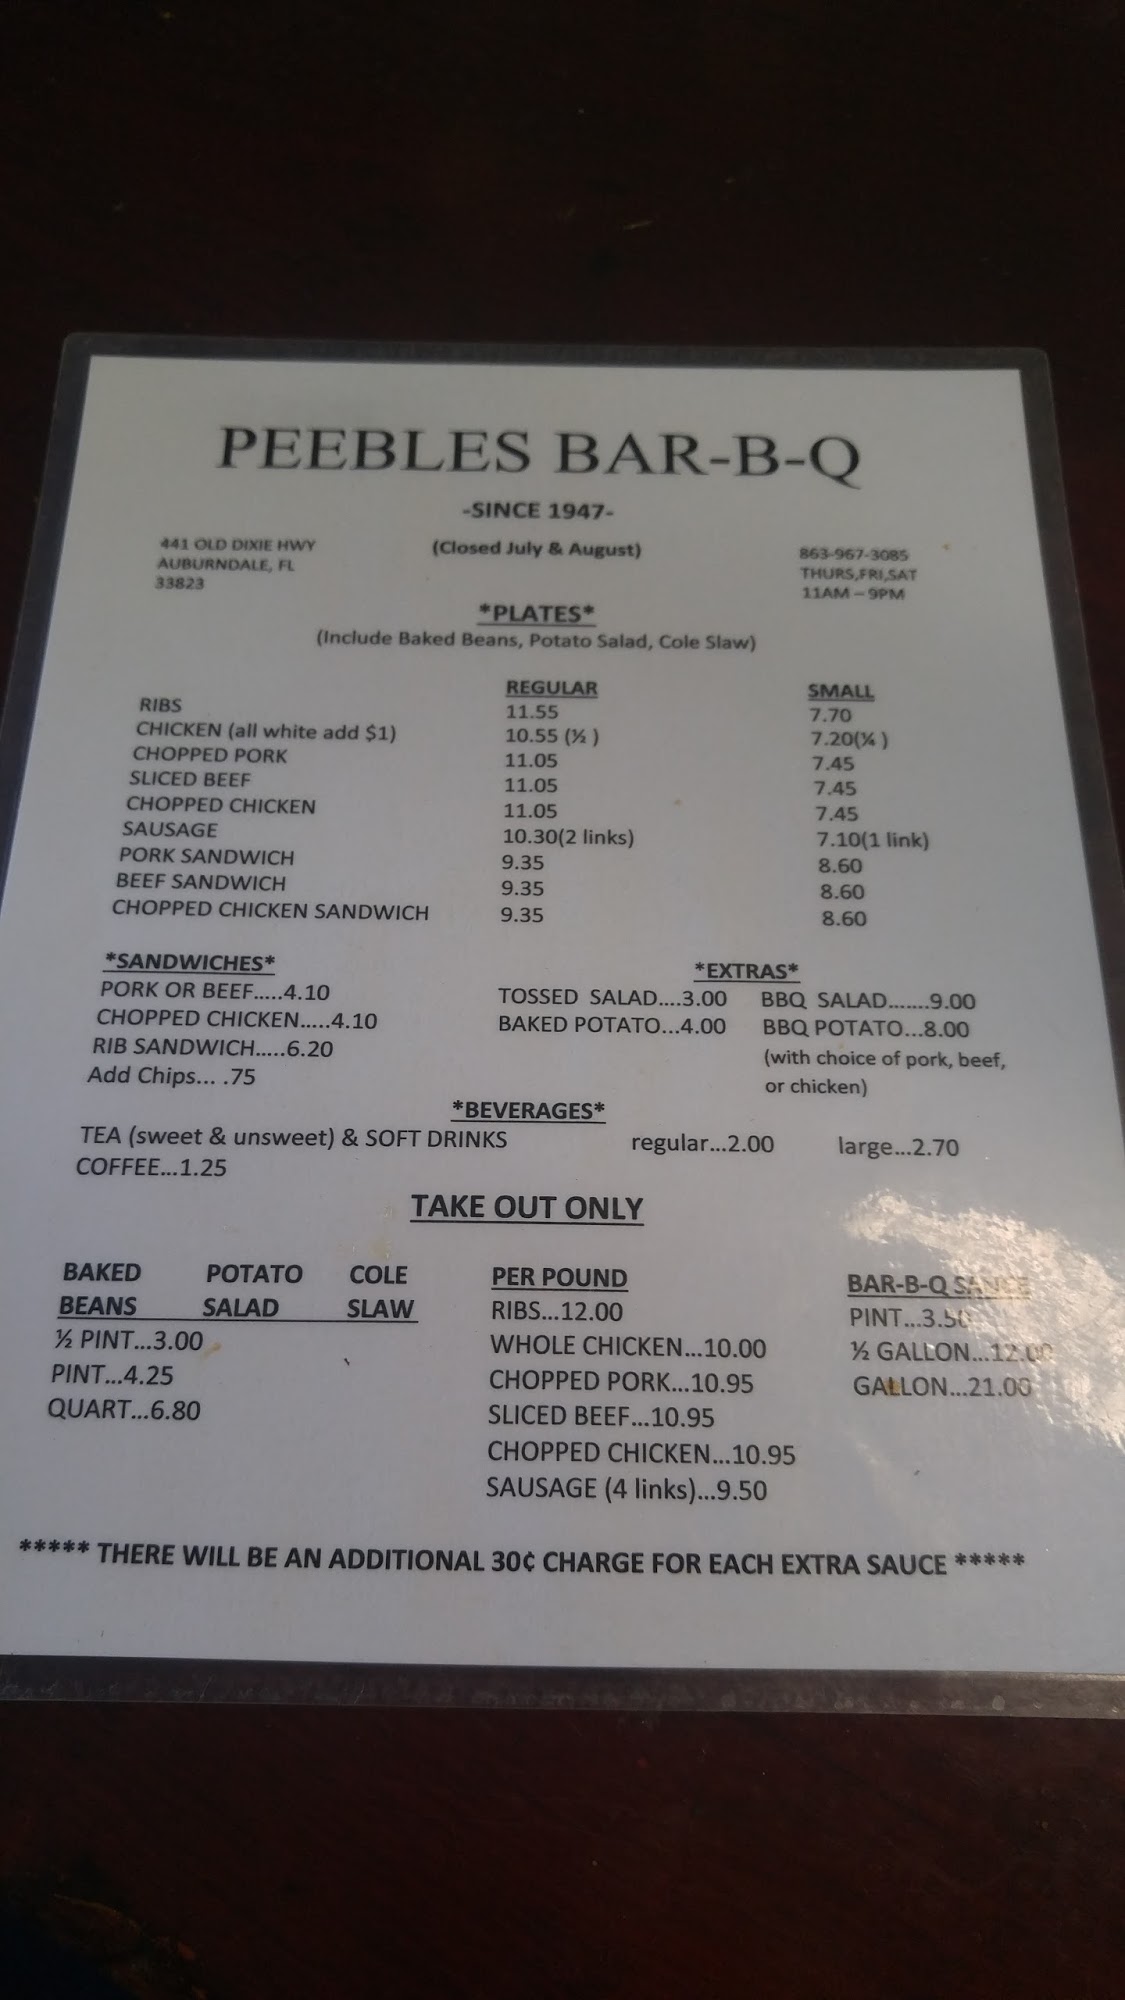 PEEBLES BAR-B-Q
-SINCE 1947-
441 OLD DIXIE HWY (Closed July & August) 863-967-3085
AUBURNDALE, FL THURS,FRI,SAT
33823 11AM – 9PM
*PLATES*
(Include Baked Beans, Potato Salad, Cole Slaw)
REGULAR SMALL
RIBS 11.55 7.70
CHICKEN (all white add $1) 10.55 (½ ) 7.20(¼ )
CHOPPED PORK 11.05 7.45
SLICED BEEF 11.05 7.45
CHOPPED CHICKEN 11.05 7.45
SAUSAGE 10.30(2 links) 7.10(1 link)
PORK SANDWICH 9.35 8.60
BEEF SANDWICH 9.35 8.60
CHOPPED CHICKEN SANDWICH 9.35 8.60
*SANDWICHES*
PORK OR BEEF.....4.10
CHOPPED CHICKEN.....4.10
RIB SANDWICH.....6.20
Add Chips... .75
*EXTRAS*
TOSSED SALAD....3.00 BBQ SALAD.......9.00
BAKED POTATO...4.00 BBQ POTATO...8.00
(with choice of pork, beef,
or chicken)
*BEVERAGES*
TEA (sweet & unsweet) & SOFT DRINKS regular...2.00 large...2.70
COFFEE...1.25
TAKE OUT ONLY
BAKED POTATO COLE
BEANS SALAD SLAW
½ PINT...3.00
PINT...4.25
QUART...6.80
PER POUND
RIBS...12.00
WHOLE CHICKEN...10.00
CHOPPED PORK...10.95
SLICED BEEF...10.95
CHOPPED CHICKEN...10.95
SAUSAGE (4 links)...9.50
BAR-B-Q SAUCE
PINT...3.50
½ GALLON...12.00
GALLON...21.00
***** THERE WILL BE AN ADDITIONAL 30¢ CHARGE FOR EACH EXTRA SAUCE *****